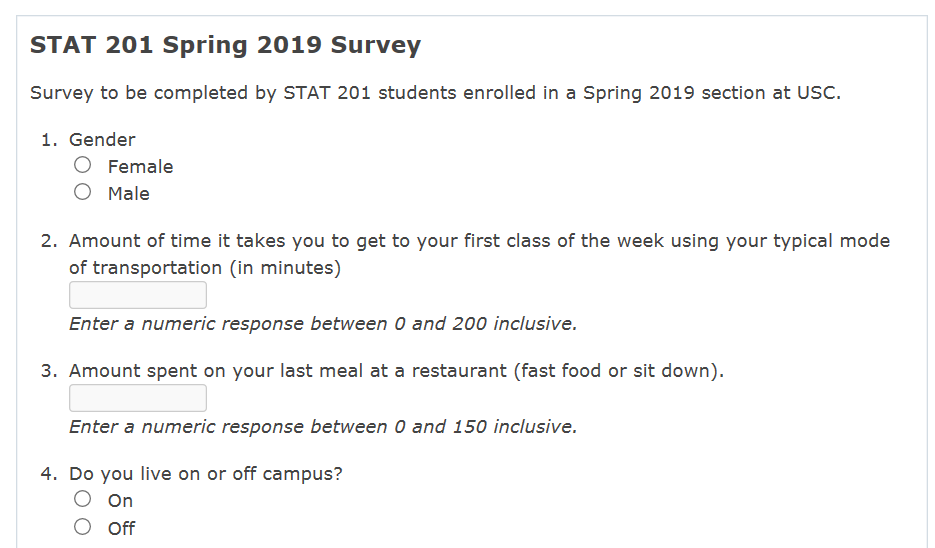 STAT 201 Spring 2019 Survey
Survey to be completed by STAT 201 students enrolled in a Spring 2019 section at USC.
1. Gender
Female
Male
2. Amount of time it takes you to get to your first class of the week using your typical mode
of transportation (in minutes)
Enter a numeric response between 0 and 200 inclusive.
3. Amount spent on your last meal at a restaurant (fast food or sit down).
Enter a numeric response between 0 and 150 inclusive.
4. Do you live on or off campus?
On
Off